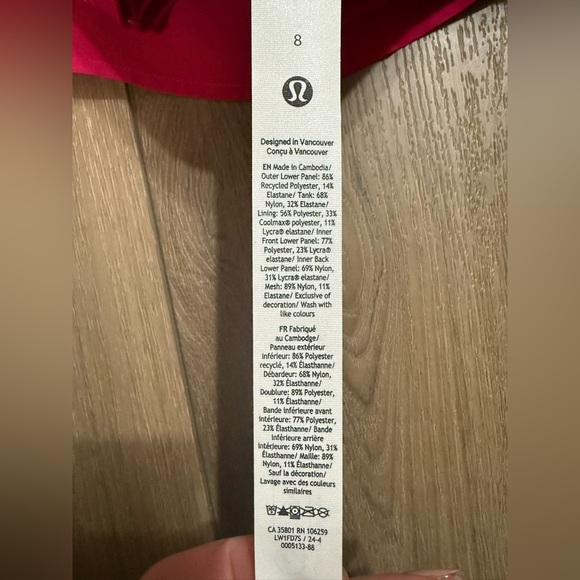 8
Designed in Vancouver
Conçu à Vancouver
EN Made in Cambodia/
Outer Lower Panel: 86%
Recycled Polyester, 14%
Elastane/ Tank: 68%
Nylon, 32% Elastane/
Lining: 56% Polyester, 33%
Coolmax® polyester, 11%
Lycra® elastane/ Inner
Front Lower Panel: 77%
Polyester, 23% Lycra®
elastane/ Inner Back
Lower Panel: 69% Nylon,
31% Lycra® elastane/
Mesh: 89% Nylon, 11%
Elastane/ Exclusive of
decoration/ Wash with
like colours
FR Fabriqué
au Cambodge/
Panneau extérieur
inférieur: 86% Polyester
recyclé, 14% Élasthanne/
Débardeur: 68% Nylon,
32% Élasthanne/
Doublure: 89% Polyester,
11% Élasthanne/
Bande inférieure avant
intérieure: 77% Polyester,
23% Élasthanne/ Bande
inférieure arrière
intérieure: 69% Nylon, 31%
Élasthanne/ Maille: 89%
Nylon, 11% Élasthanne/
Sauf la décoration/
Lavage avec des couleurs
similaires
CA 35801 RN 106259
LW1FD7S / 24-4
0005133-88